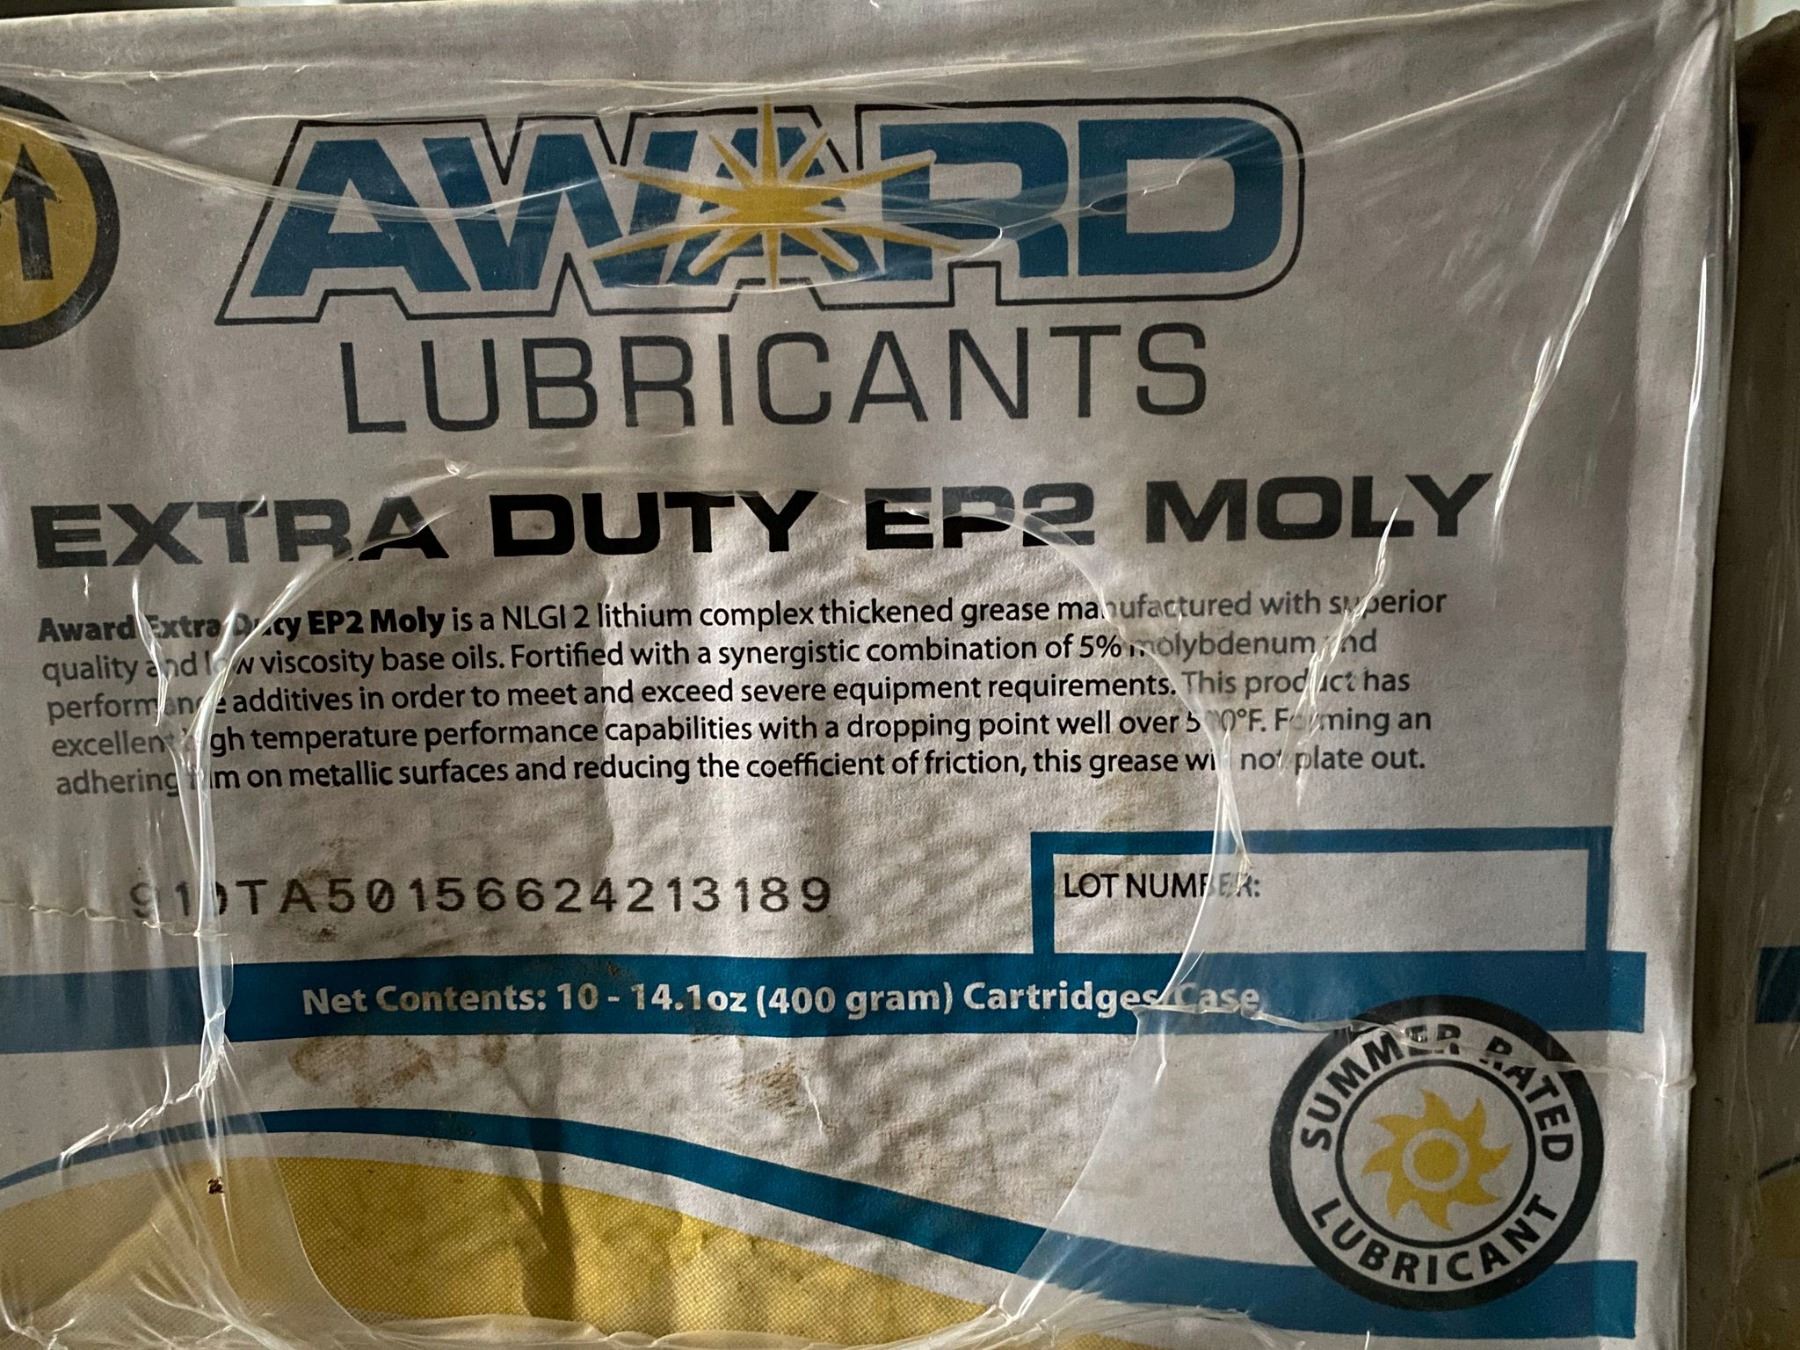 AWARD
LUBRICANTS
EXTRA DUTY EP2 MOLY
Award Extra Duty EP2 Moly is a NLGI 2 lithium complex thickened grease manufactured with superior
quality and low viscosity base oils. Fortified with a synergistic combination of 5% molybdenum and
performance additives in order to meet and exceed severe equipment requirements. This product has
excellent high temperature performance capabilities with a dropping point well over 500°F. Forming an
adhering film on metallic surfaces and reducing the coefficient of friction, this grease will not plate out.
910TA50156624213189
LOT NUMBER:
Net Contents: 10 - 14.1oz (400 gram) Cartridges/Case
SUMMER RATED
LUBRICANT